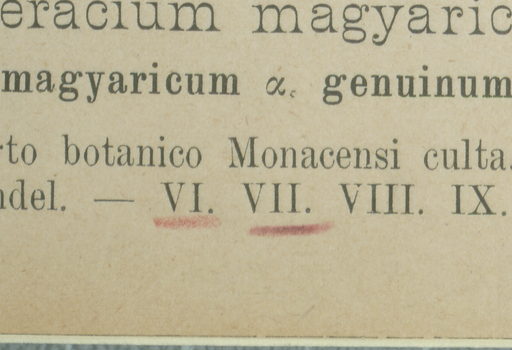 eracium magyaric
magyaricum α. genuinum
rto botanico Monacensi culta.
ndel. — VI. VII. VIII. IX.